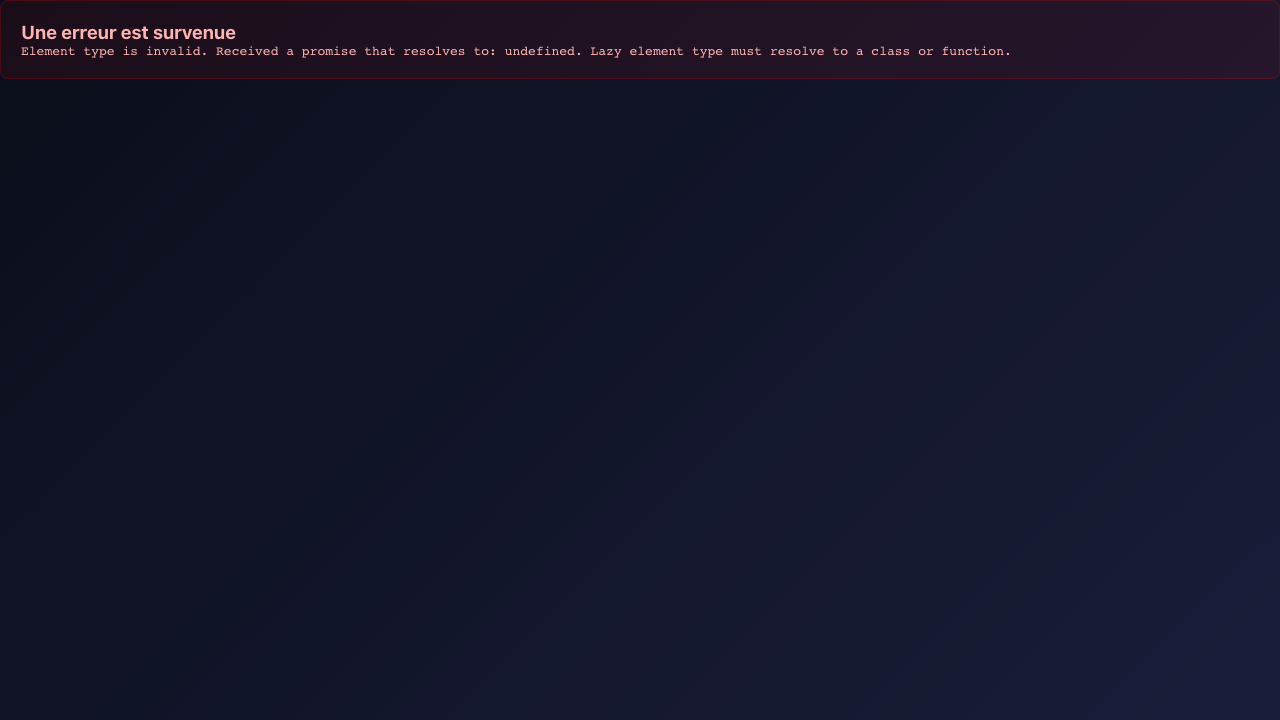 Une erreur est survenue
Element type is invalid. Received a promise that resolves to: undefined. Lazy element type must resolve to a class or function.